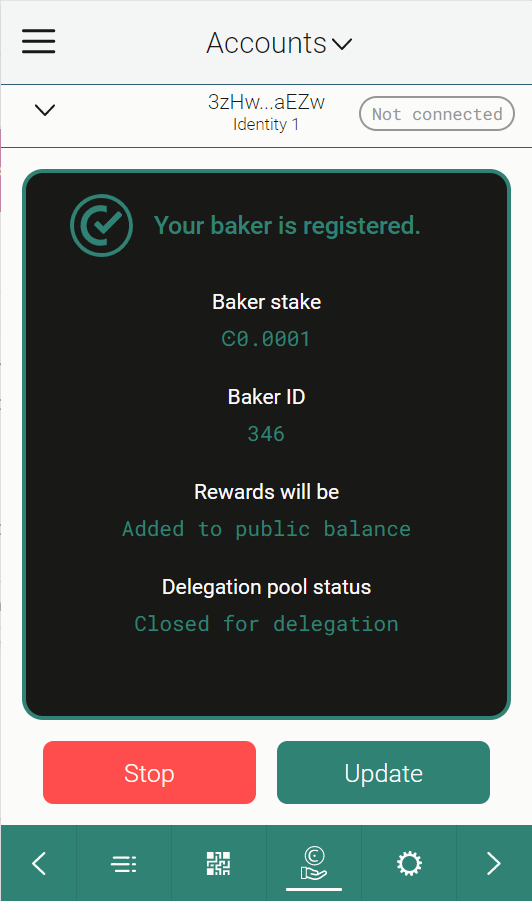 Accounts
3zHw...aEZw
Identity 1
Not connected
Your baker is registered.
Baker stake
Ͼ0.0001
Baker ID
346
Rewards will be
Added to public balance
Delegation pool status
Closed for delegation
Stop
Update